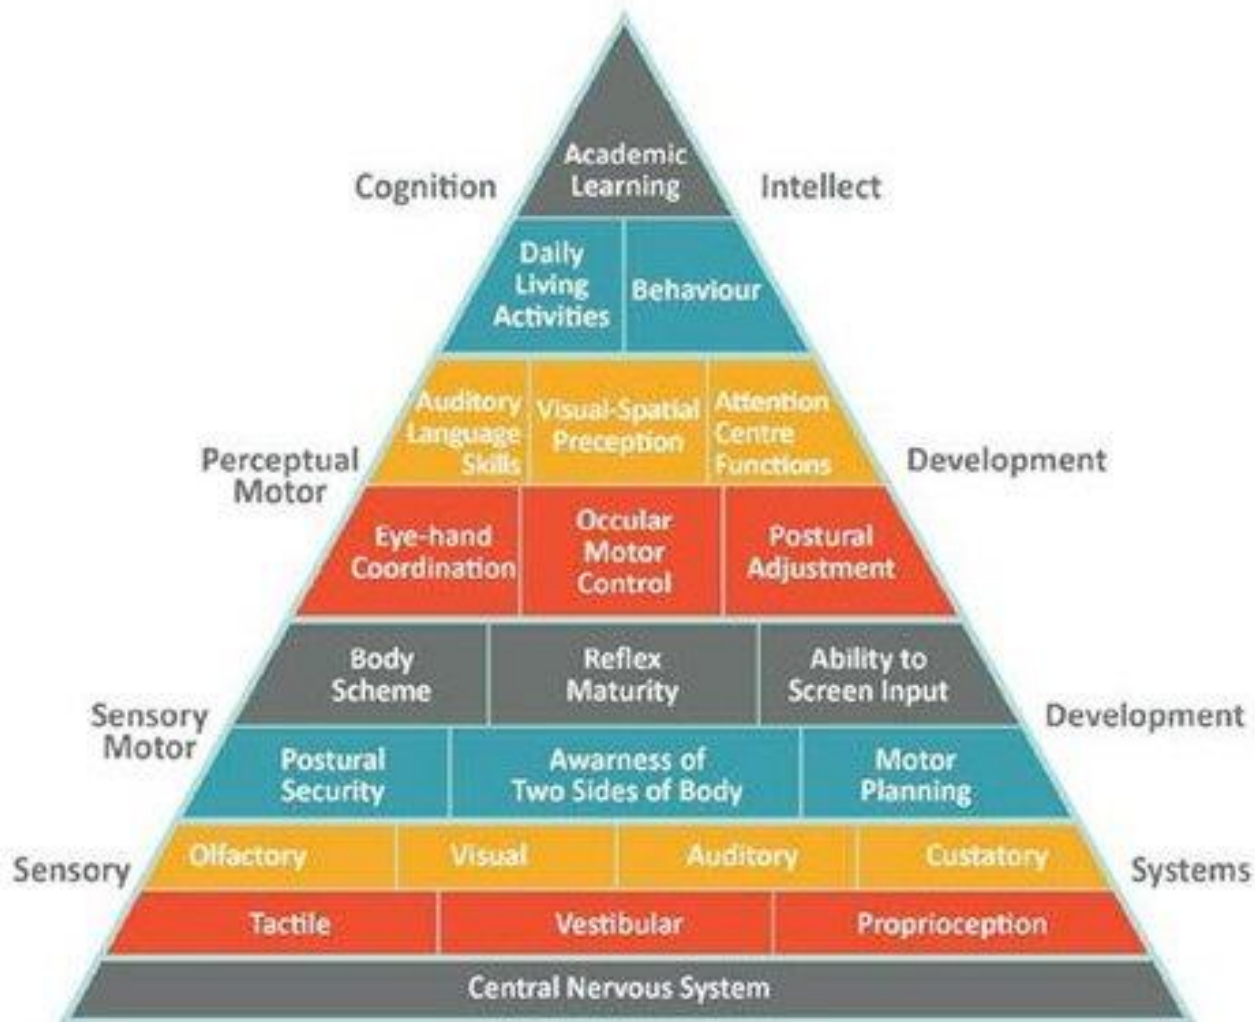 Academic
Learning
Cognition
Intellect
Daily
Living
Activities
Behaviour
Auditory
Language
Skills
Visual-Spatial
Preception
Attention
Centre
Functions
Perceptual
Motor
Development
Eye-hand
Coordination
Occular
Motor
Control
Postural
Adjustment
Body
Scheme
Reflex
Maturity
Ability to
Screen Input
Sensory
Motor
Development
Postural
Security
Awarness of
Two Sides of Body
Motor
Planning
Sensory
Olfactory
Visual
Auditory
Custatory
Systems
Tactile
Vestibular
Proprioception
Central Nervous System